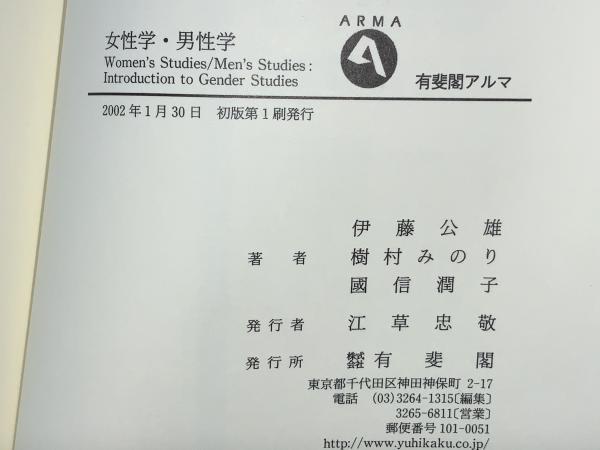 ARMA
女性学・男性学
Women's Studies/Men's Studies:
Introduction to Gender Studies
有斐閣アルマ
2002年1月30日 初版第1刷発行
伊藤公雄
著者 樹村みのり
國信潤子
発行者 江草忠敬
発行所 株式会社 有斐閣
東京都千代田区神田神保町 2-17
電話 (03)3264-1315〔編集〕
3265-6811〔営業〕
郵便番号 101-0051
http://www.yuhikaku.co.jp/